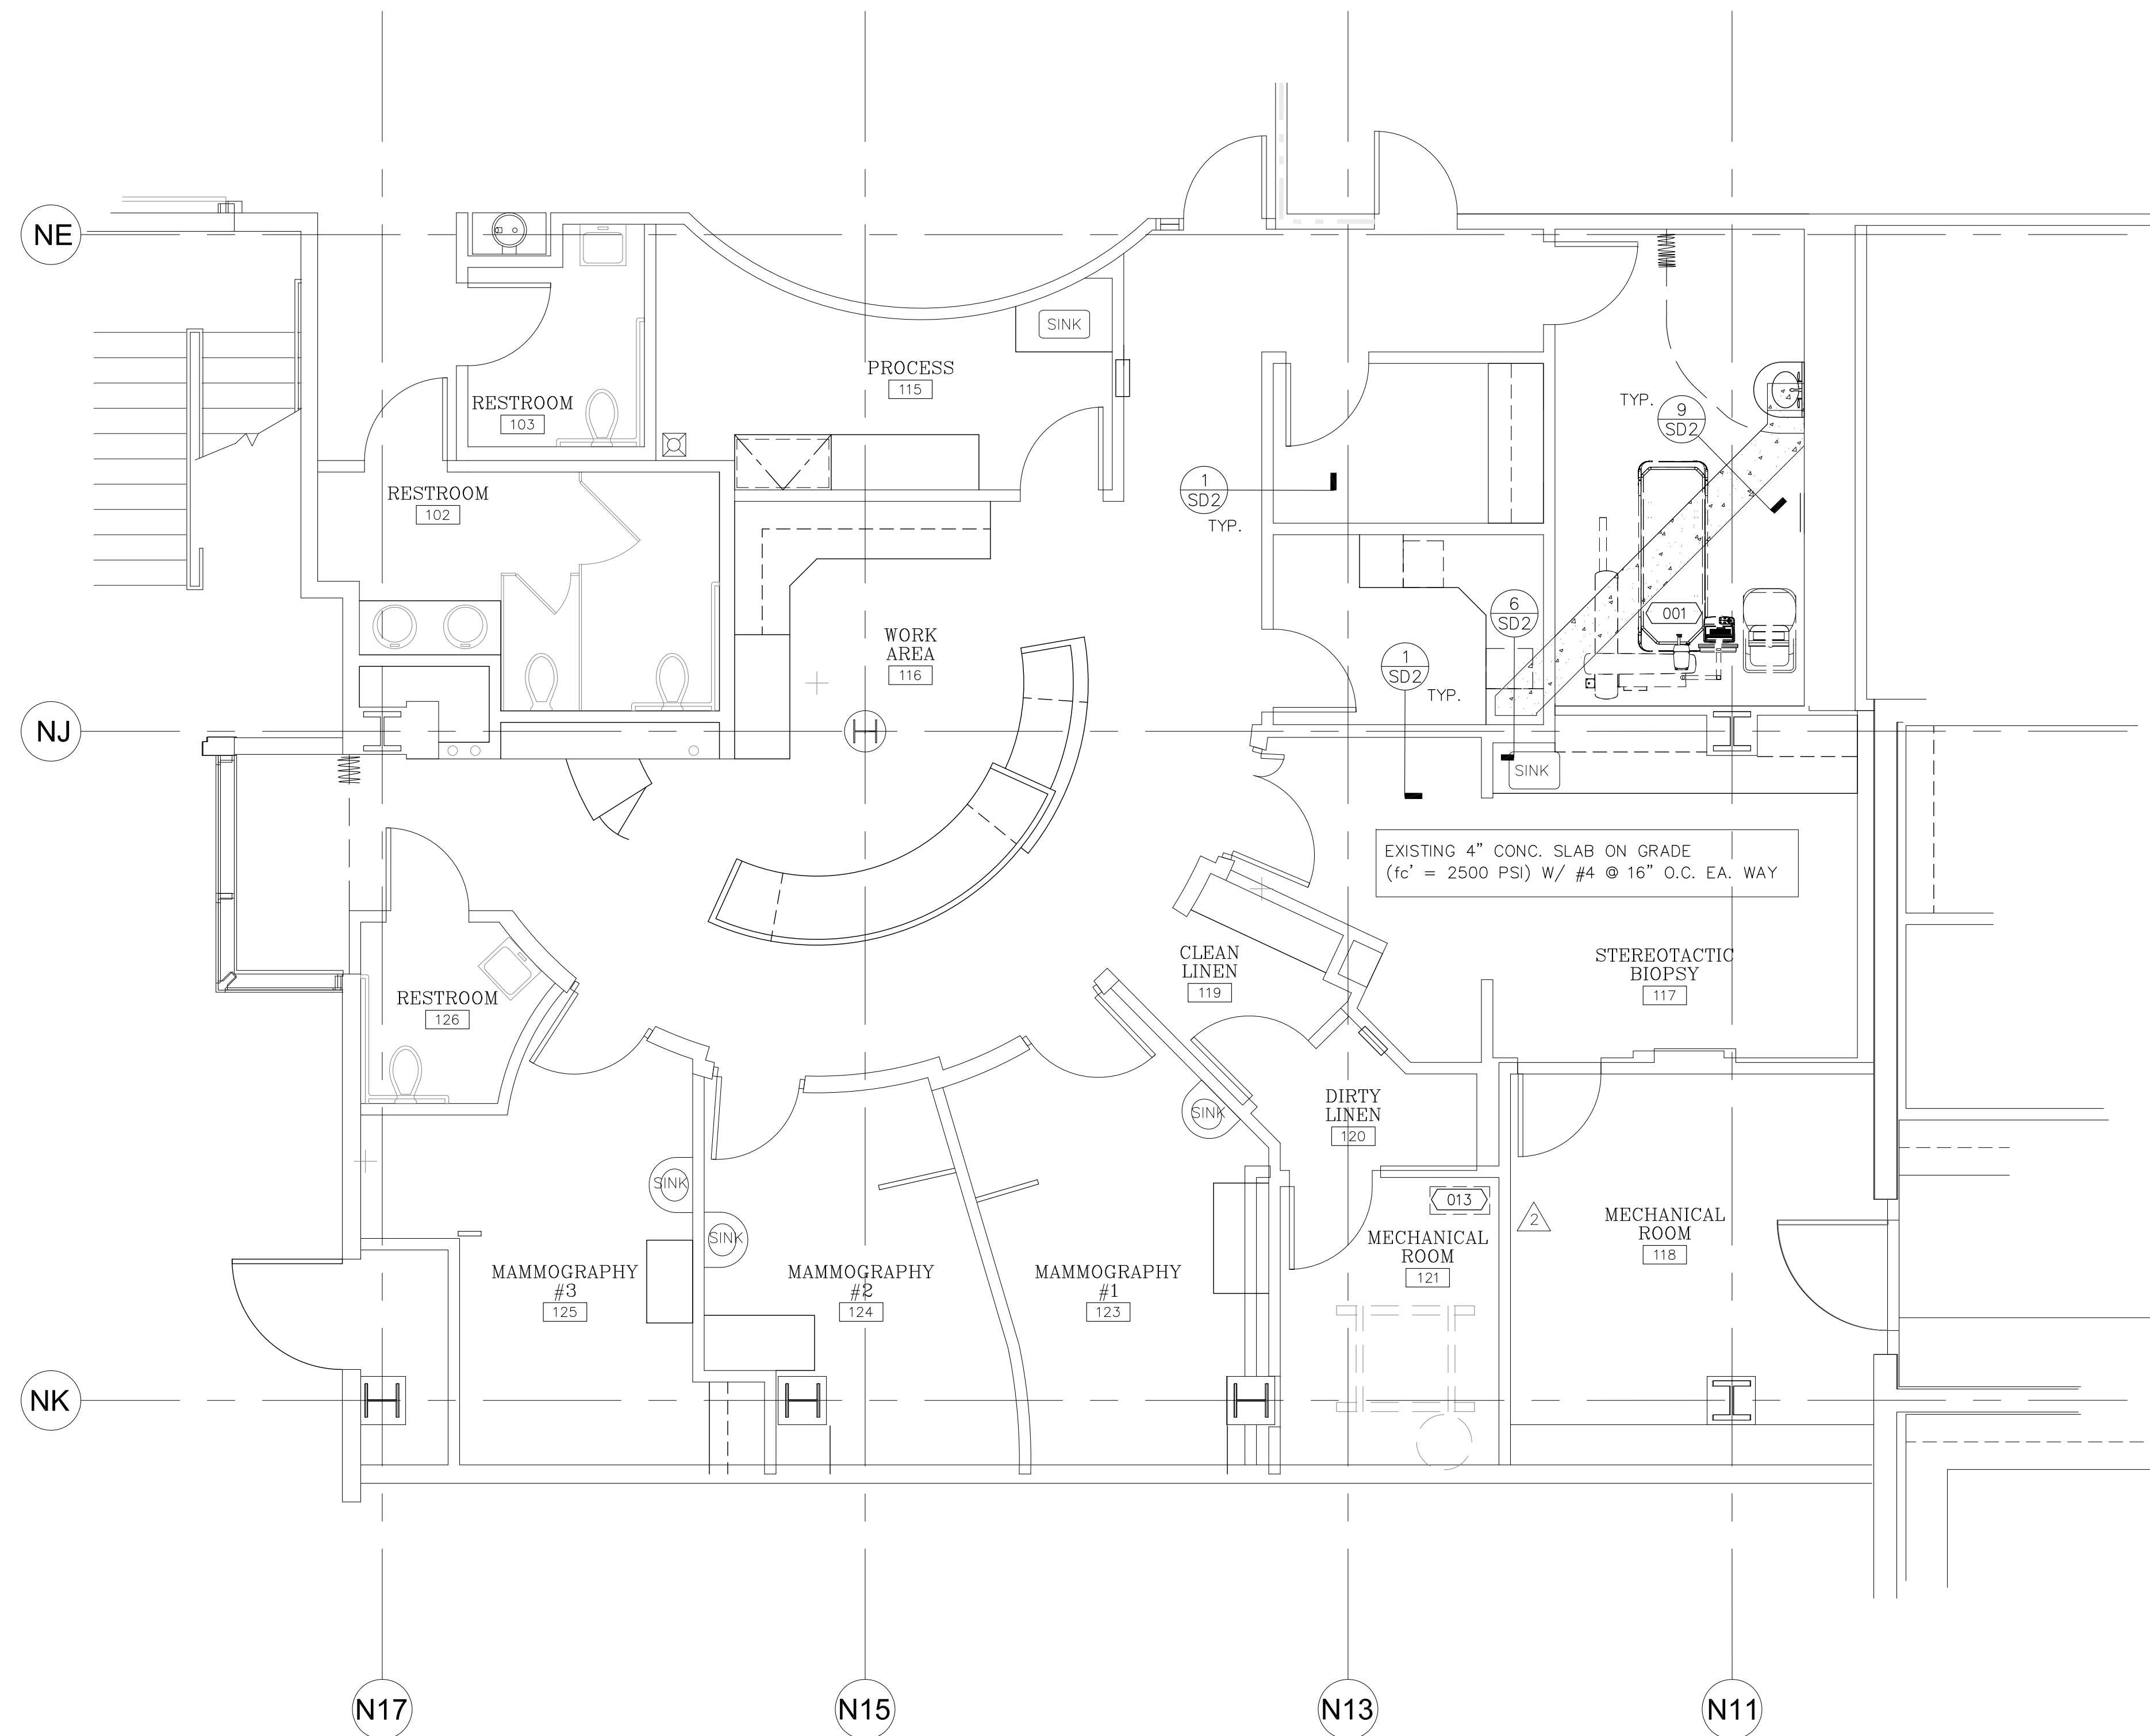 NE
SINK
PROCESS
115
RESTROOM
103
TYP.
9
SD2
1
SD2
TYP.
RESTROOM
102
001
6
SD2
WORK
AREA
116
1
SD2
TYP.
NJ
SINK
EXISTING 4" CONC. SLAB ON GRADE
(fc' = 2500 PSI) W/ #4 @ 16" O.C. EA. WAY
CLEAN
LINEN
119
STEREOTACTIC
BIOPSY
117
RESTROOM
126
SINK
DIRTY
LINEN
120
SINK
013
2
MECHANICAL
ROOM
118
SINK
MECHANICAL
ROOM
121
MAMMOGRAPHY
#3
125
MAMMOGRAPHY
#2
124
MAMMOGRAPHY
#1
123
NK
N17
N15
N13
N11